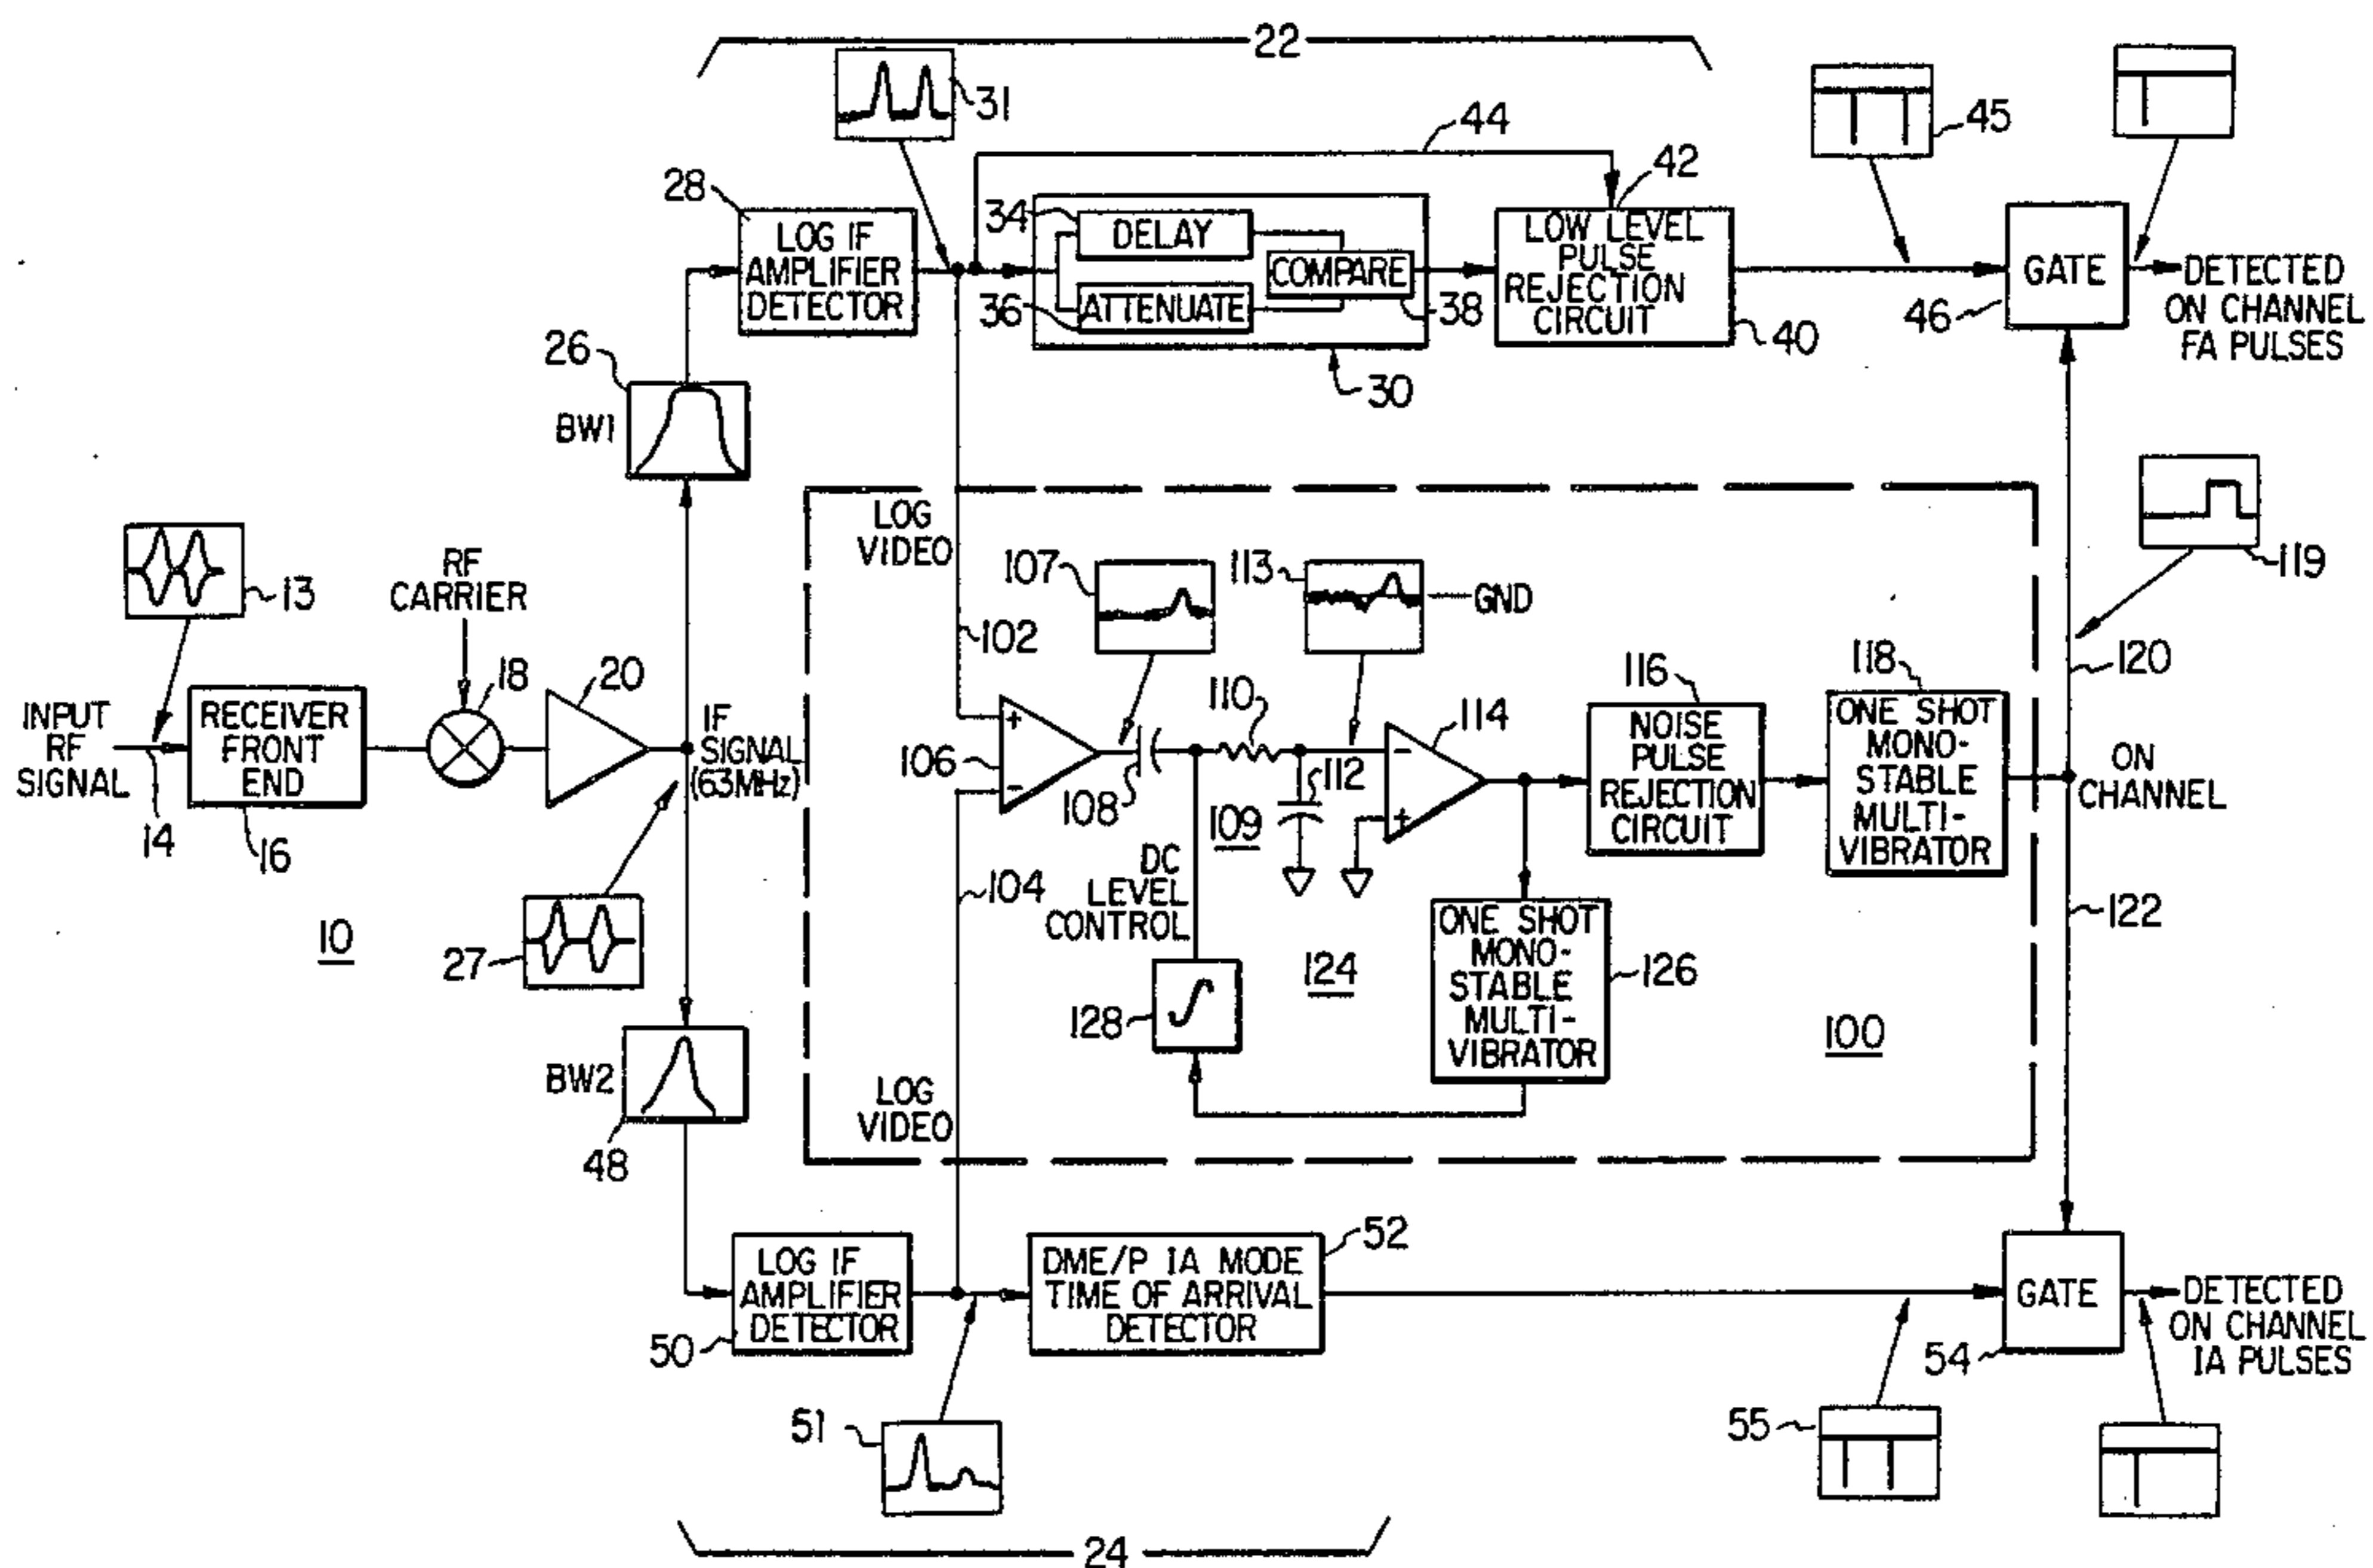 22
31
44
45
28
LOG IF
AMPLIFIER
DETECTOR
34
DELAY
COMPARE
36
ATTENUATE
38
30
42
LOW LEVEL
PULSE
REJECTION
CIRCUIT
40
GATE
46
DETECTED
ON CHANNEL
FA PULSES
26
BW1
13
INPUT
RF
SIGNAL
14
RECEIVER
FRONT
END
16
RF
CARRIER
18
20
IF
SIGNAL
(63MHz)
27
10
LOG
VIDEO
102
107
113
GND
106
+
-
108
110
112
109
114
-
+
116
NOISE
PULSE
REJECTION
CIRCUIT
118
ONE SHOT
MONO-
STABLE
MULTI-
VIBRATOR
119
120
ON
CHANNEL
122
DC
LEVEL
CONTROL
104
128
124
ONE SHOT
MONO-
STABLE
MULTI-
VIBRATOR
126
100
LOG
VIDEO
BW2
48
LOG IF
AMPLIFIER
DETECTOR
50
51
DME/P IA MODE
TIME OF ARRIVAL
DETECTOR
52
GATE
54
55
DETECTED
ON CHANNEL
IA PULSES
24